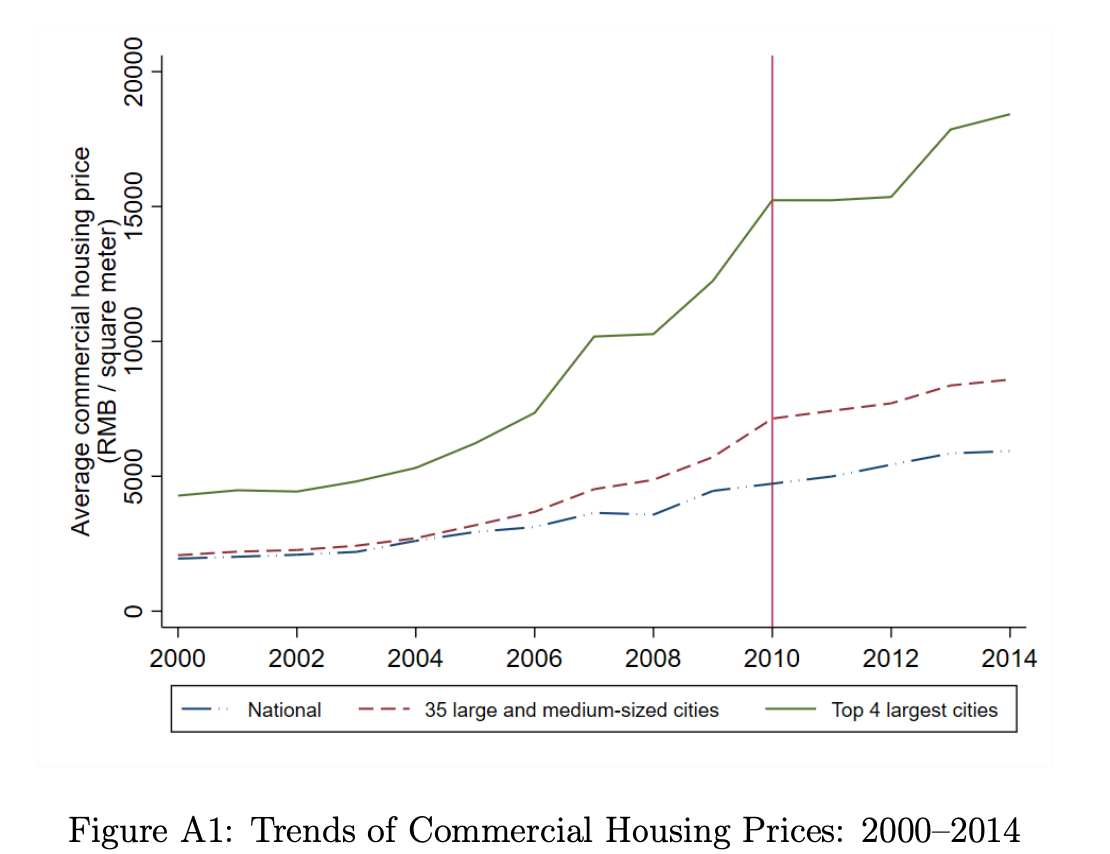 Average commercial housing price
(RMB / square meter)
20000
15000
10000
5000
0
2000 2002 2004 2006 2008 2010 2012 2014
National 35 large and medium-sized cities Top 4 largest cities
Figure A1: Trends of Commercial Housing Prices: 2000–2014